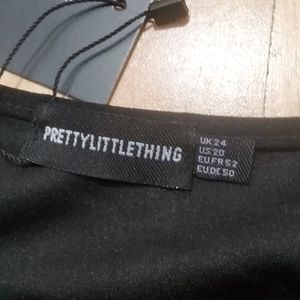 PRETTYLITTLETHING
UK 24
US 20
EU.FR 52
EU.DE 50